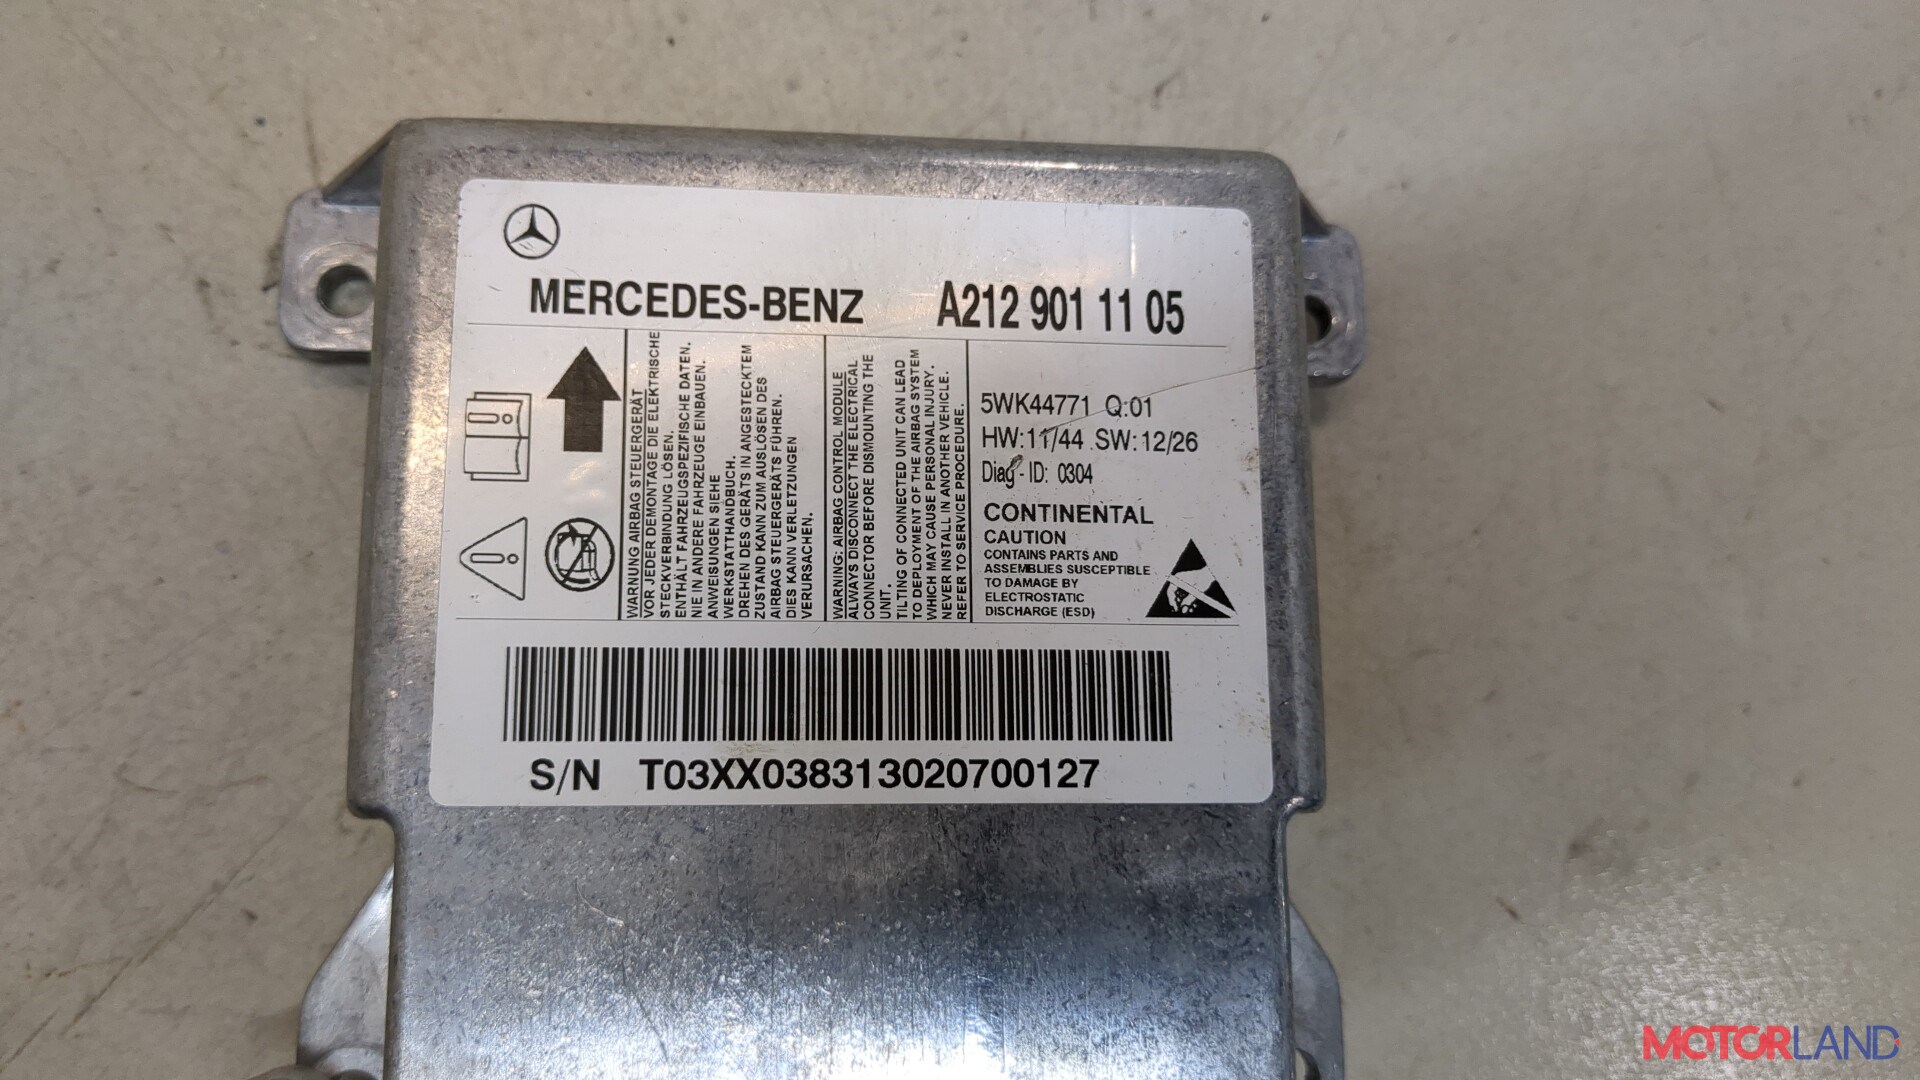 MERCEDES-BENZ A212 901 11 05
WARNUNG AIRBAG STEUERGERÄT
VOR JEDER DEMONTAGE DIE ELEKTRISCHE
STECKVERBINDUNG LÖSEN.
ENTHÄLT FAHRZEUGSPEZIFISCHE DATEN.
NIE IN ANDERE FAHRZEUGE EINBAUEN.
ANWEISUNGEN SIEHE
WERKSTATTHANDBUCH.
DREHEN DES GERÄTS IN ANGESTECKTEM
ZUSTAND KANN ZUM AUSLÖSEN DES
AIRBAG STEUERGERÄTS FÜHREN.
DIES KANN VERLETZUNGEN
VERURSACHEN.
WARNING: AIRBAG CONTROL MODULE
ALWAYS DISCONNECT THE ELECTRICAL
CONNECTOR BEFORE DISMOUNTING THE
UNIT.
TILTING OF CONNECTED UNIT CAN LEAD
TO DEPLOYMENT OF THE AIRBAG SYSTEM
WHICH MAY CAUSE PERSONAL INJURY.
NEVER INSTALL IN ANOTHER VEHICLE.
REFER TO SERVICE PROCEDURE.
5WK44771 Q:01
HW:11/44 SW:12/26
Diag-ID: 0304
CONTINENTAL
CAUTION
CONTAINS PARTS AND
ASSEMBLIES SUSCEPTIBLE
TO DAMAGE BY
ELECTROSTATIC
DISCHARGE (ESD)
S/N T03XX038313020700127
MOTORLAND